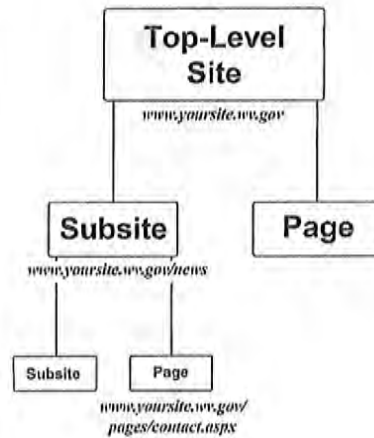 Top-Level
Site
www.yoursite.wv.gov
Subsite
Page
www.yoursite.wv.gov/news
Subsite
Page
www.yoursite.wv.gov/
pages/contact.aspx